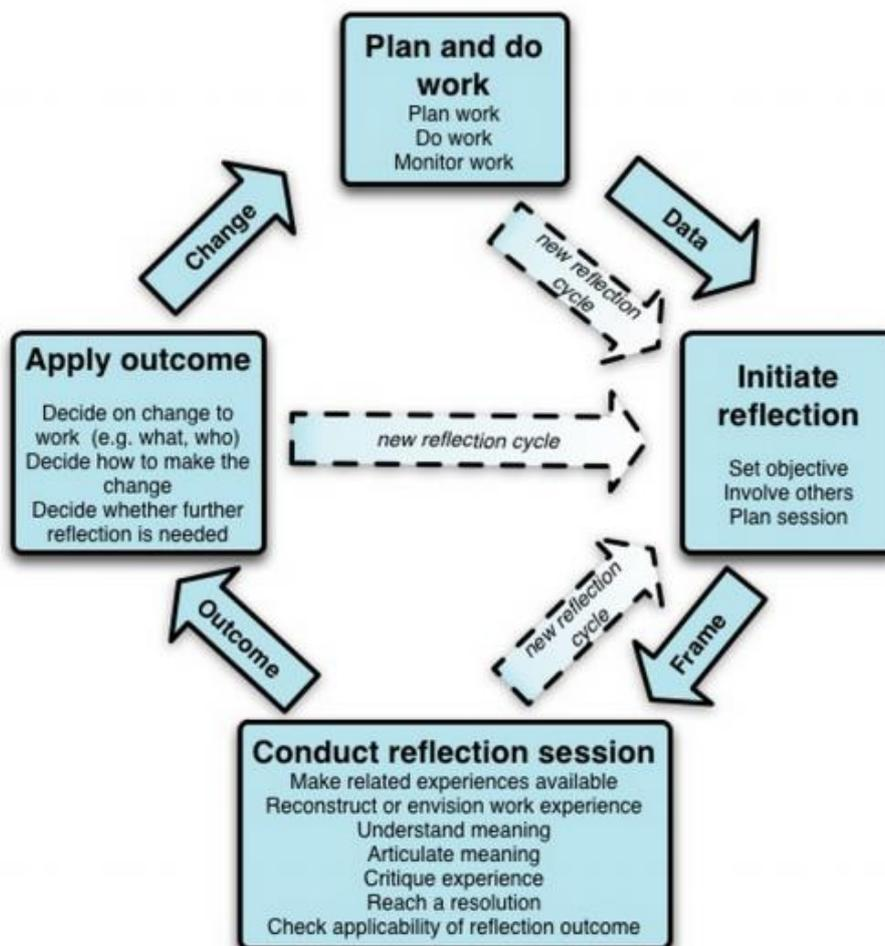 Plan and do
work
Plan work
Do work
Monitor work
Change
Data
new reflection
cycle
Apply outcome
Decide on change to
work (e.g. what, who)
Decide how to make the
change
Decide whether further
reflection is needed
new reflection cycle
Initiate
reflection
Set objective
Involve others
Plan session
Outcome
new reflection
cycle
Frame
Conduct reflection session
Make related experiences available
Reconstruct or envision work experience
Understand meaning
Articulate meaning
Critique experience
Reach a resolution
Check applicability of reflection outcome